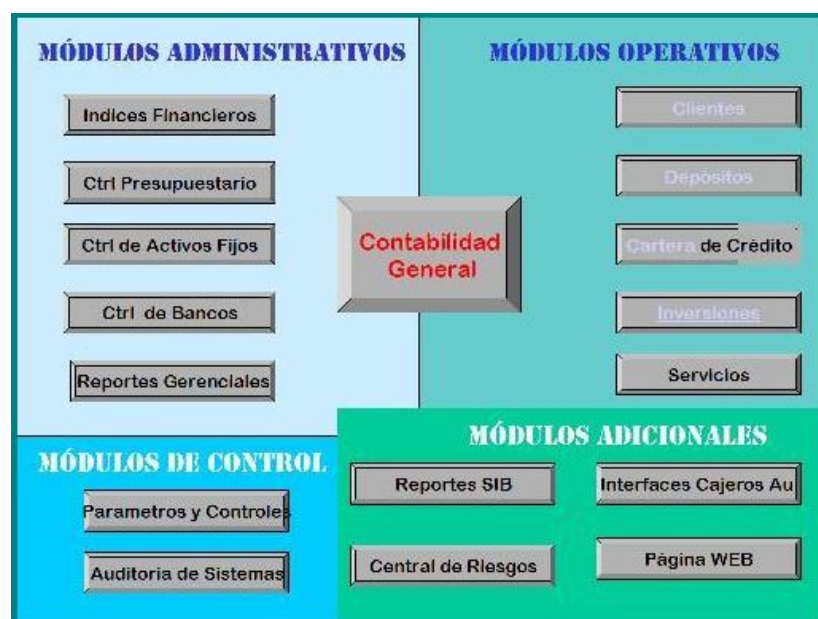 MÓDULOS ADMINISTRATIVOS
Indices Financieros
Ctrl Presupuestario
Ctrl de Activos Fijos
Ctrl de Bancos
Reportes Gerenciales
MÓDULOS OPERATIVOS
Clientes
Depósitos
Cartera de Crédito
Inversiones
Servicios
Contabilidad
General
MÓDULOS DE CONTROL
Parametros y Controles
Auditoria de Sistemas
MÓDULOS ADICIONALES
Reportes SIB
Interfaces Cajeros Au
Central de Riesgos
Página WEB